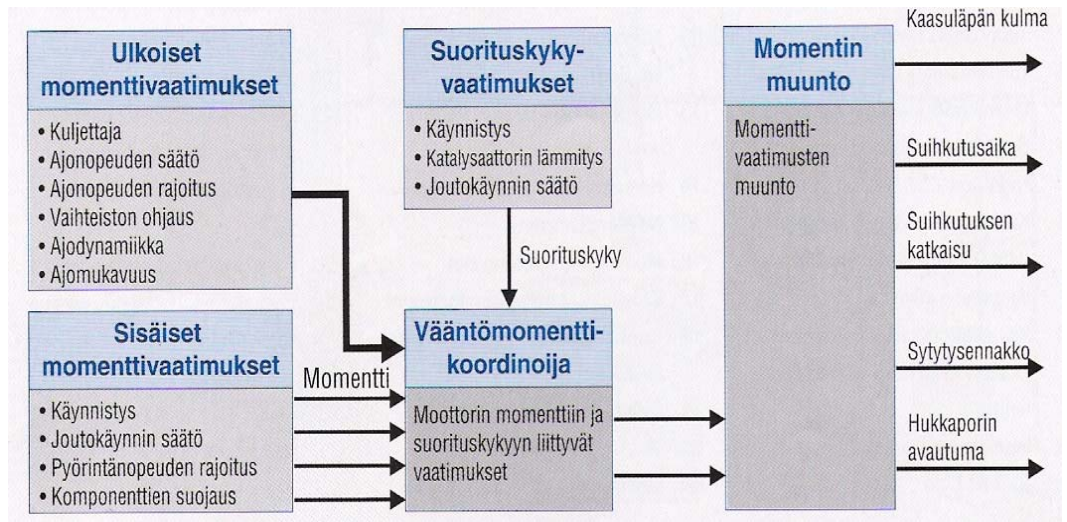 Ulkoiset
momenttivaatimukset
• Kuljettaja
• Ajonopeuden säätö
• Ajonopeuden rajoitus
• Vaihteiston ohjaus
• Ajodynamiikka
• Ajomukavuus
Suorituskyky-
vaatimukset
• Käynnistys
• Katalysaattorin lämmitys
• Joutokäynnin säätö
Suorituskyky
Sisäiset
momenttivaatimukset
• Käynnistys
• Joutokäynnin säätö
• Pyörintänopeuden rajoitus
• Komponenttien suojaus
Momentti
Vääntömomentti-
koordinoija
Moottorin momenttiin ja
suorituskykyyn liittyvät
vaatimukset
Momentin
muunto
Momentti-
vaatimusten
muunto
Kaasuläpän kulma
Suihkutusaika
Suihkutuksen
katkaisu
Sytytysennakko
Hukkaporin
avautuma